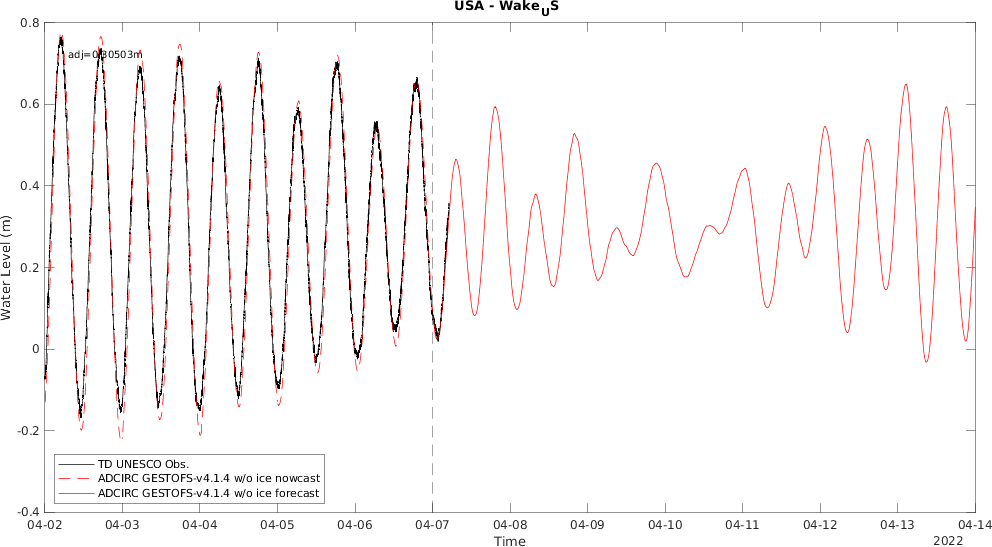 USA - Wake_US
0.8
adj=0.30503m
0.6
0.4
0.2
0
-0.2
-0.4
Water Level (m)
TD UNESCO Obs.
ADCIRC GESTOFS-v4.1.4 w/o ice nowcast
ADCIRC GESTOFS-v4.1.4 w/o ice forecast
04-02 04-03 04-04 04-05 04-06 04-07 04-08 04-09 04-10 04-11 04-12 04-13 04-14
Time
2022